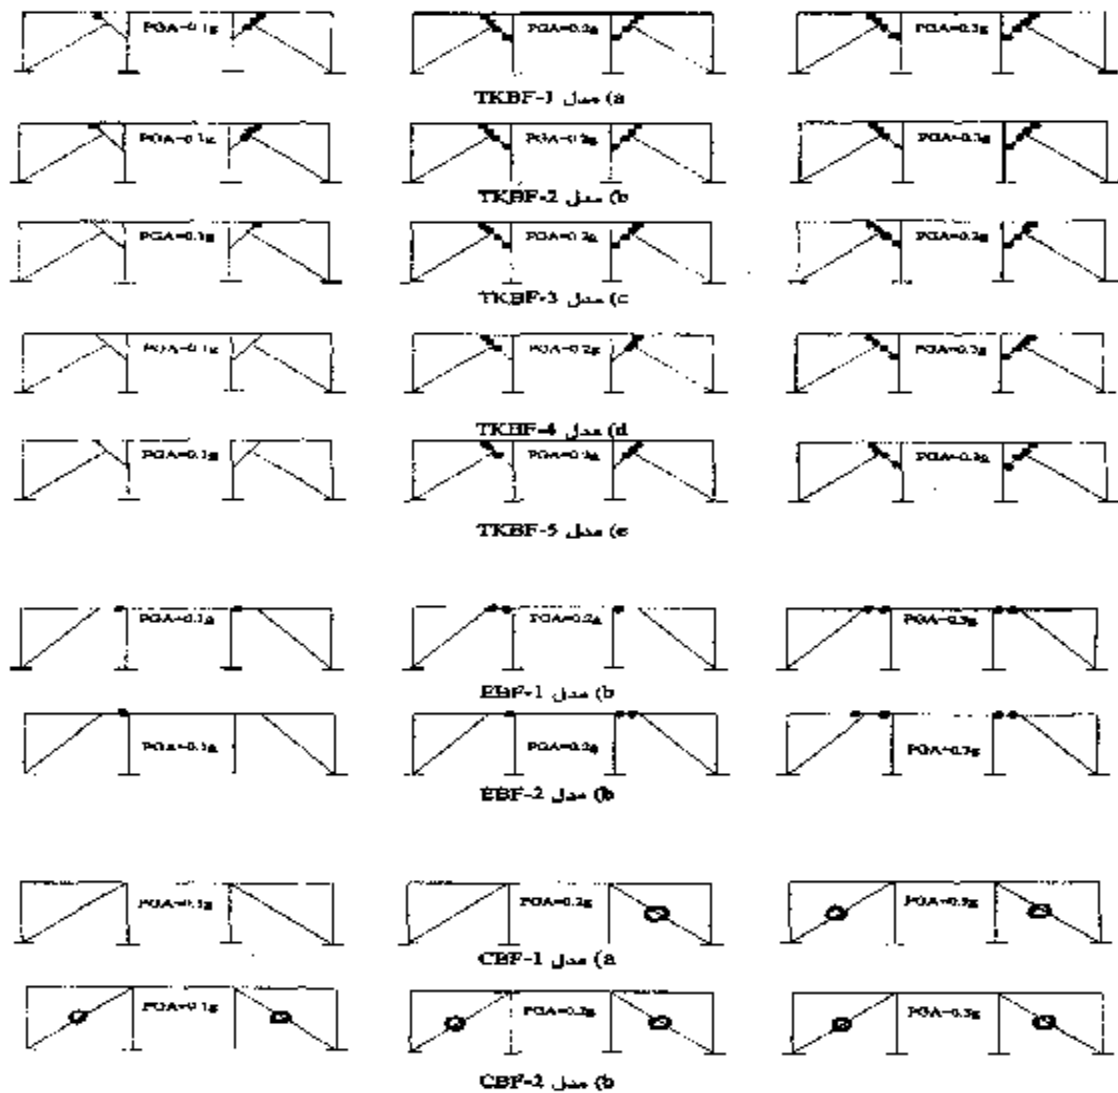 PGA=0.1g PGA=0.2g PGA=0.3g
a) مدل TKBF-1
PGA=0.1g PGA=0.2g PGA=0.3g
b) مدل TKBF-2
PGA=0.1g PGA=0.2g PGA=0.3g
c) مدل TKBF-3
PGA=0.1g PGA=0.2g PGA=0.3g
d) مدل TKBF-4
PGA=0.1g PGA=0.2g PGA=0.3g
e) مدل TKBF-5
PGA=0.1g PGA=0.2g PGA=0.3g
b) مدل EBF-1
PGA=0.1g PGA=0.2g PGA=0.3g
b) مدل EBF-2
PGA=0.1g PGA=0.2g PGA=0.3g
a) مدل CBF-1
PGA=0.1g PGA=0.2g PGA=0.3g
b) مدل CBF-2